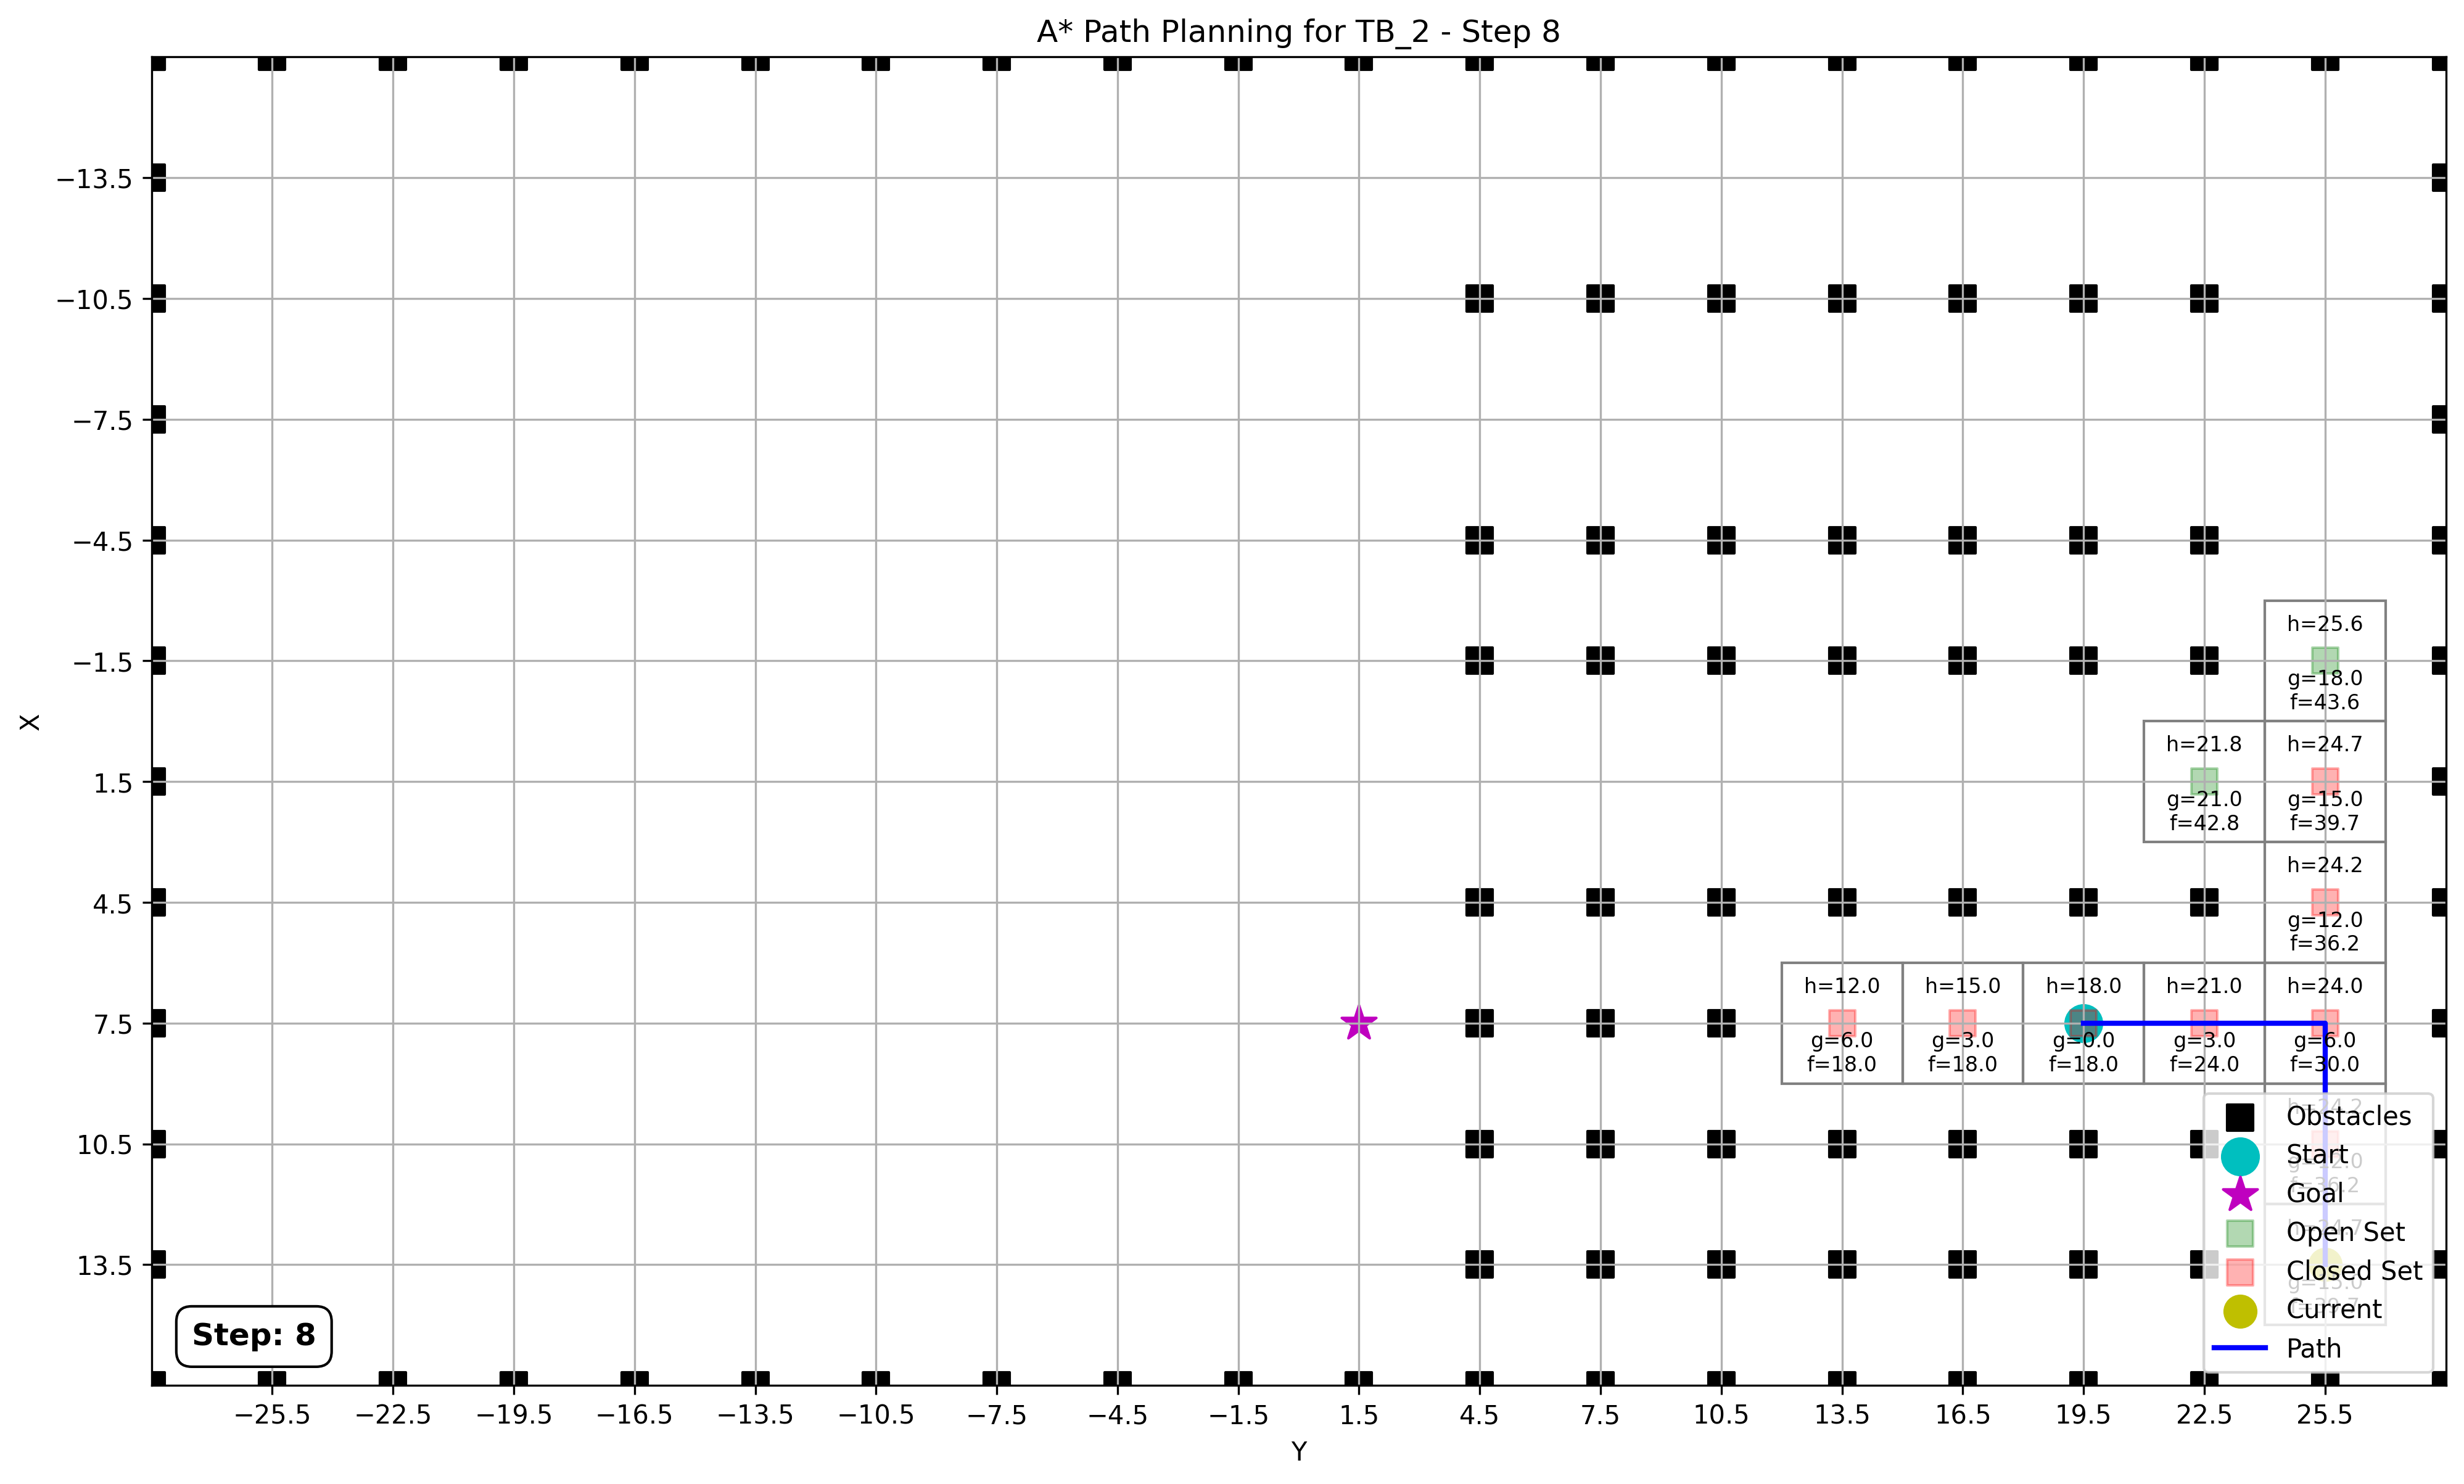 A* Path Planning for TB_2 - Step 8
X
−13.5
−10.5
−7.5
−4.5
−1.5
1.5
4.5
7.5
10.5
13.5
h=25.6
g=18.0
f=43.6
h=21.8
g=21.0
f=42.8
h=24.7
g=15.0
f=39.7
h=24.2
g=12.0
f=36.2
h=12.0
g=6.0
f=18.0
h=15.0
g=3.0
f=18.0
h=18.0
g=0.0
f=18.0
h=21.0
g=3.0
f=24.0
h=24.0
g=6.0
f=30.0
Obstacles
Start
Goal
Open Set
Closed Set
Current
Path
Step: 8
−25.5
−22.5
−19.5
−16.5
−13.5
−10.5
−7.5
−4.5
−1.5
1.5
4.5
7.5
10.5
13.5
16.5
19.5
22.5
25.5
Y